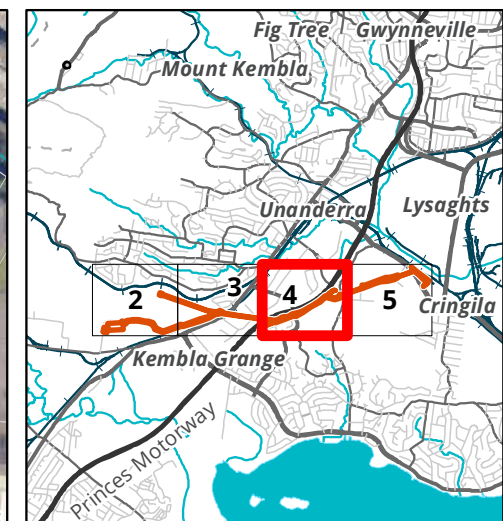 Fig Tree Gwynneville
Mount Kembla
Unanderra
Lysaghts
2 3 4 5
Cringila
Kembla Grange
Princes Motorway